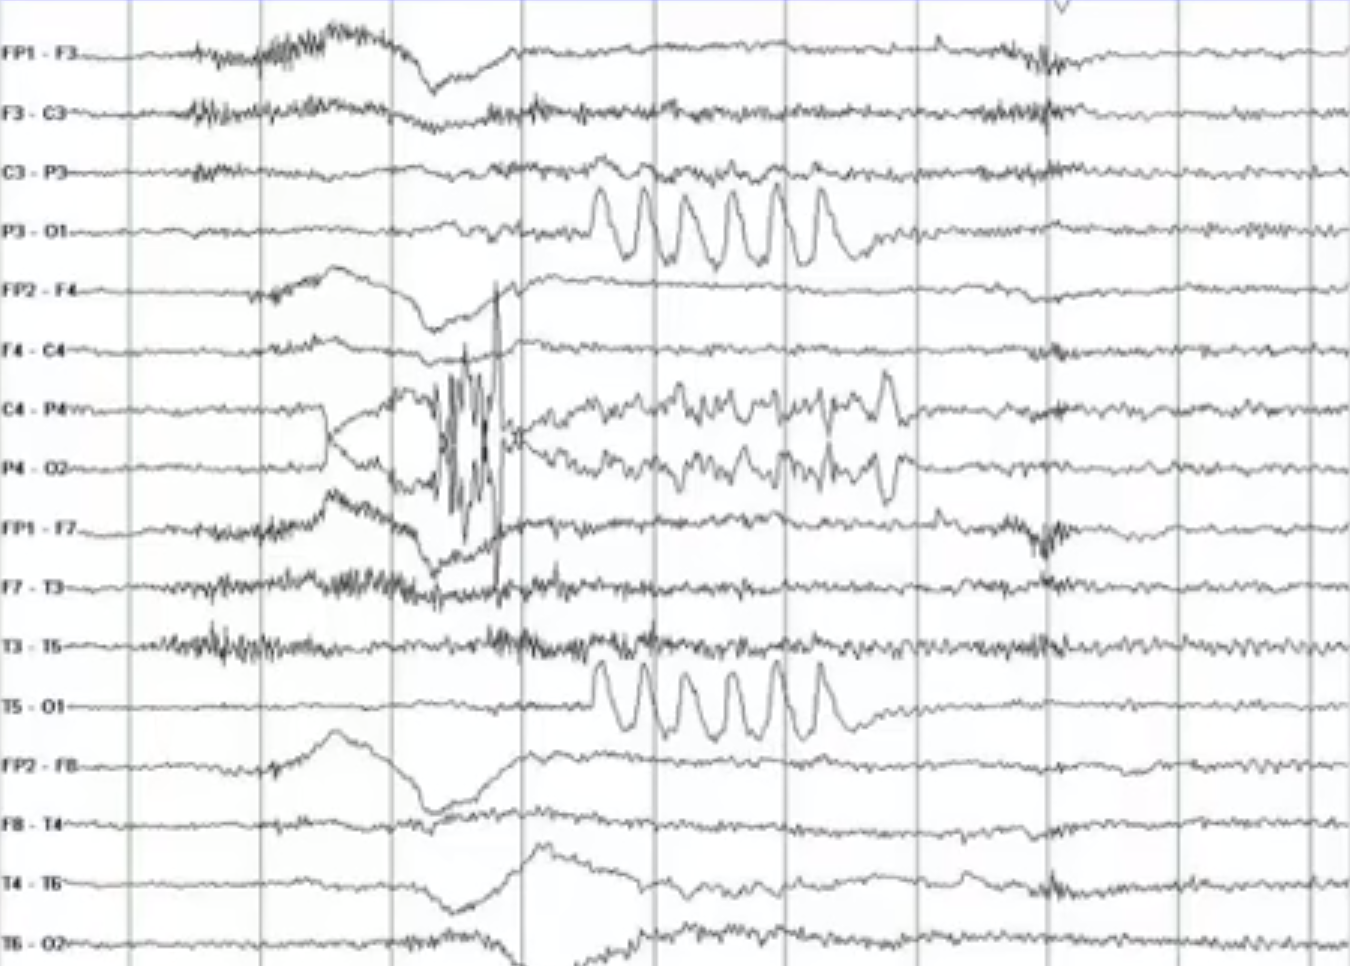 FP1 - F3
F3 - C3
C3 - P3
P3 - O1
FP2 - F4
F4 - C4
C4 - P4
P4 - O2
FP1 - F7
F7 - T3
T3 - T5
T5 - O1
FP2 - F8
F8 - T4
T4 - T6
T6 - O2